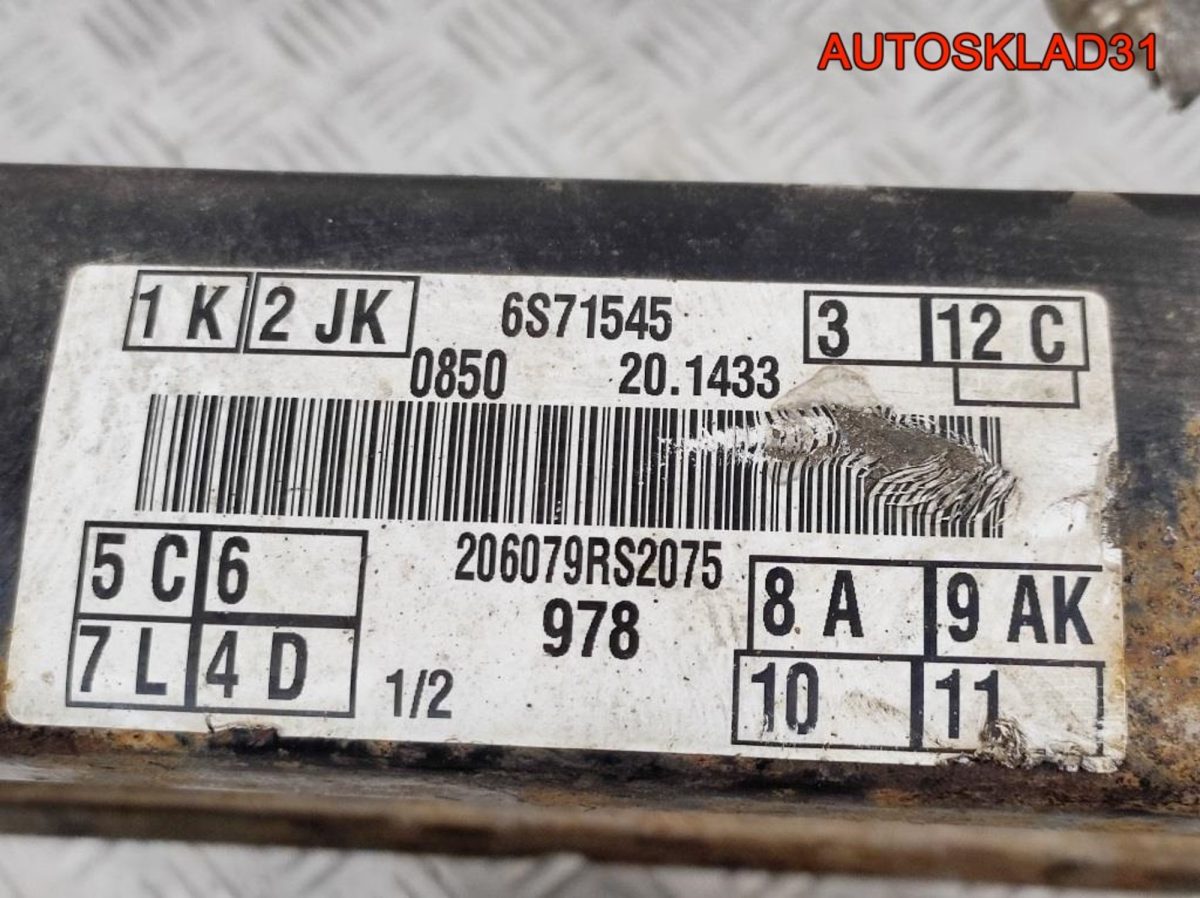 AUTOSKLAD31
1 K 2 JK 6S71545 3 12 C
0850 20.1433
206079RS2075
5 C 6 978 8 A 9 AK
7 L 4 D 1/2 10 11